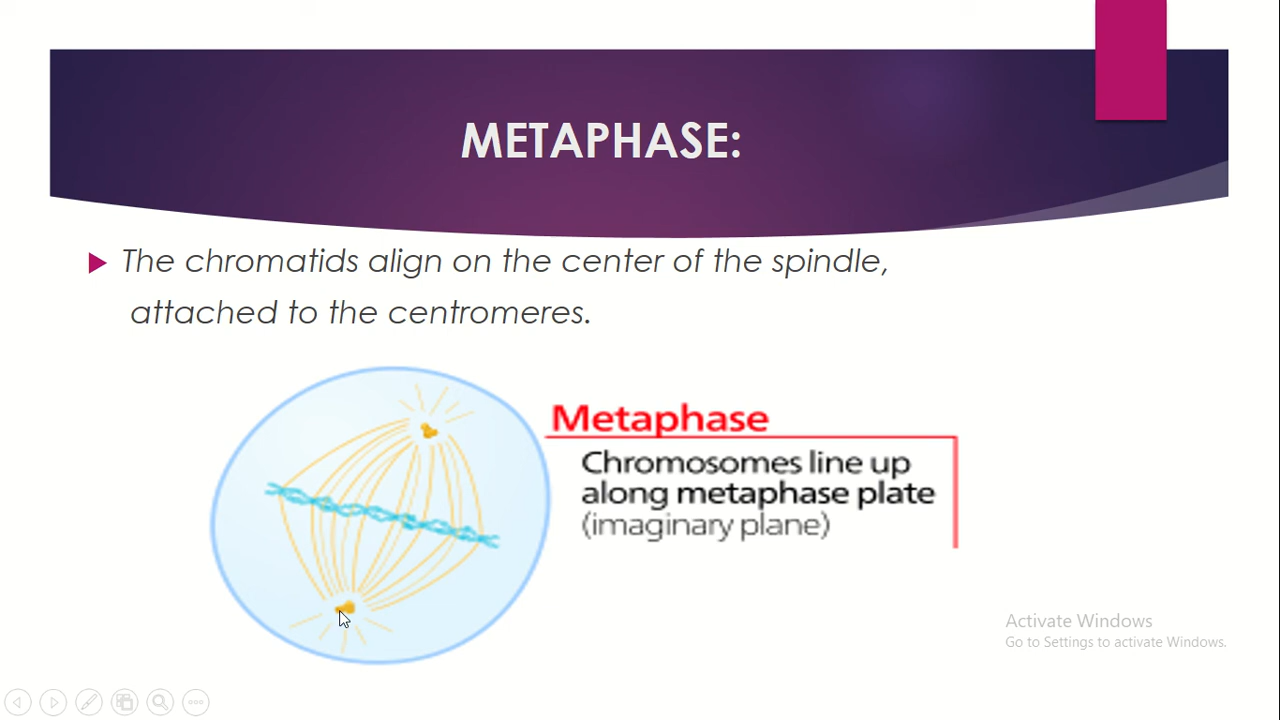 METAPHASE:
The chromatids align on the center of the spindle,
attached to the centromeres.
Metaphase
Chromosomes line up
along metaphase plate
(imaginary plane)
Activate Windows
Go to Settings to activate Windows.